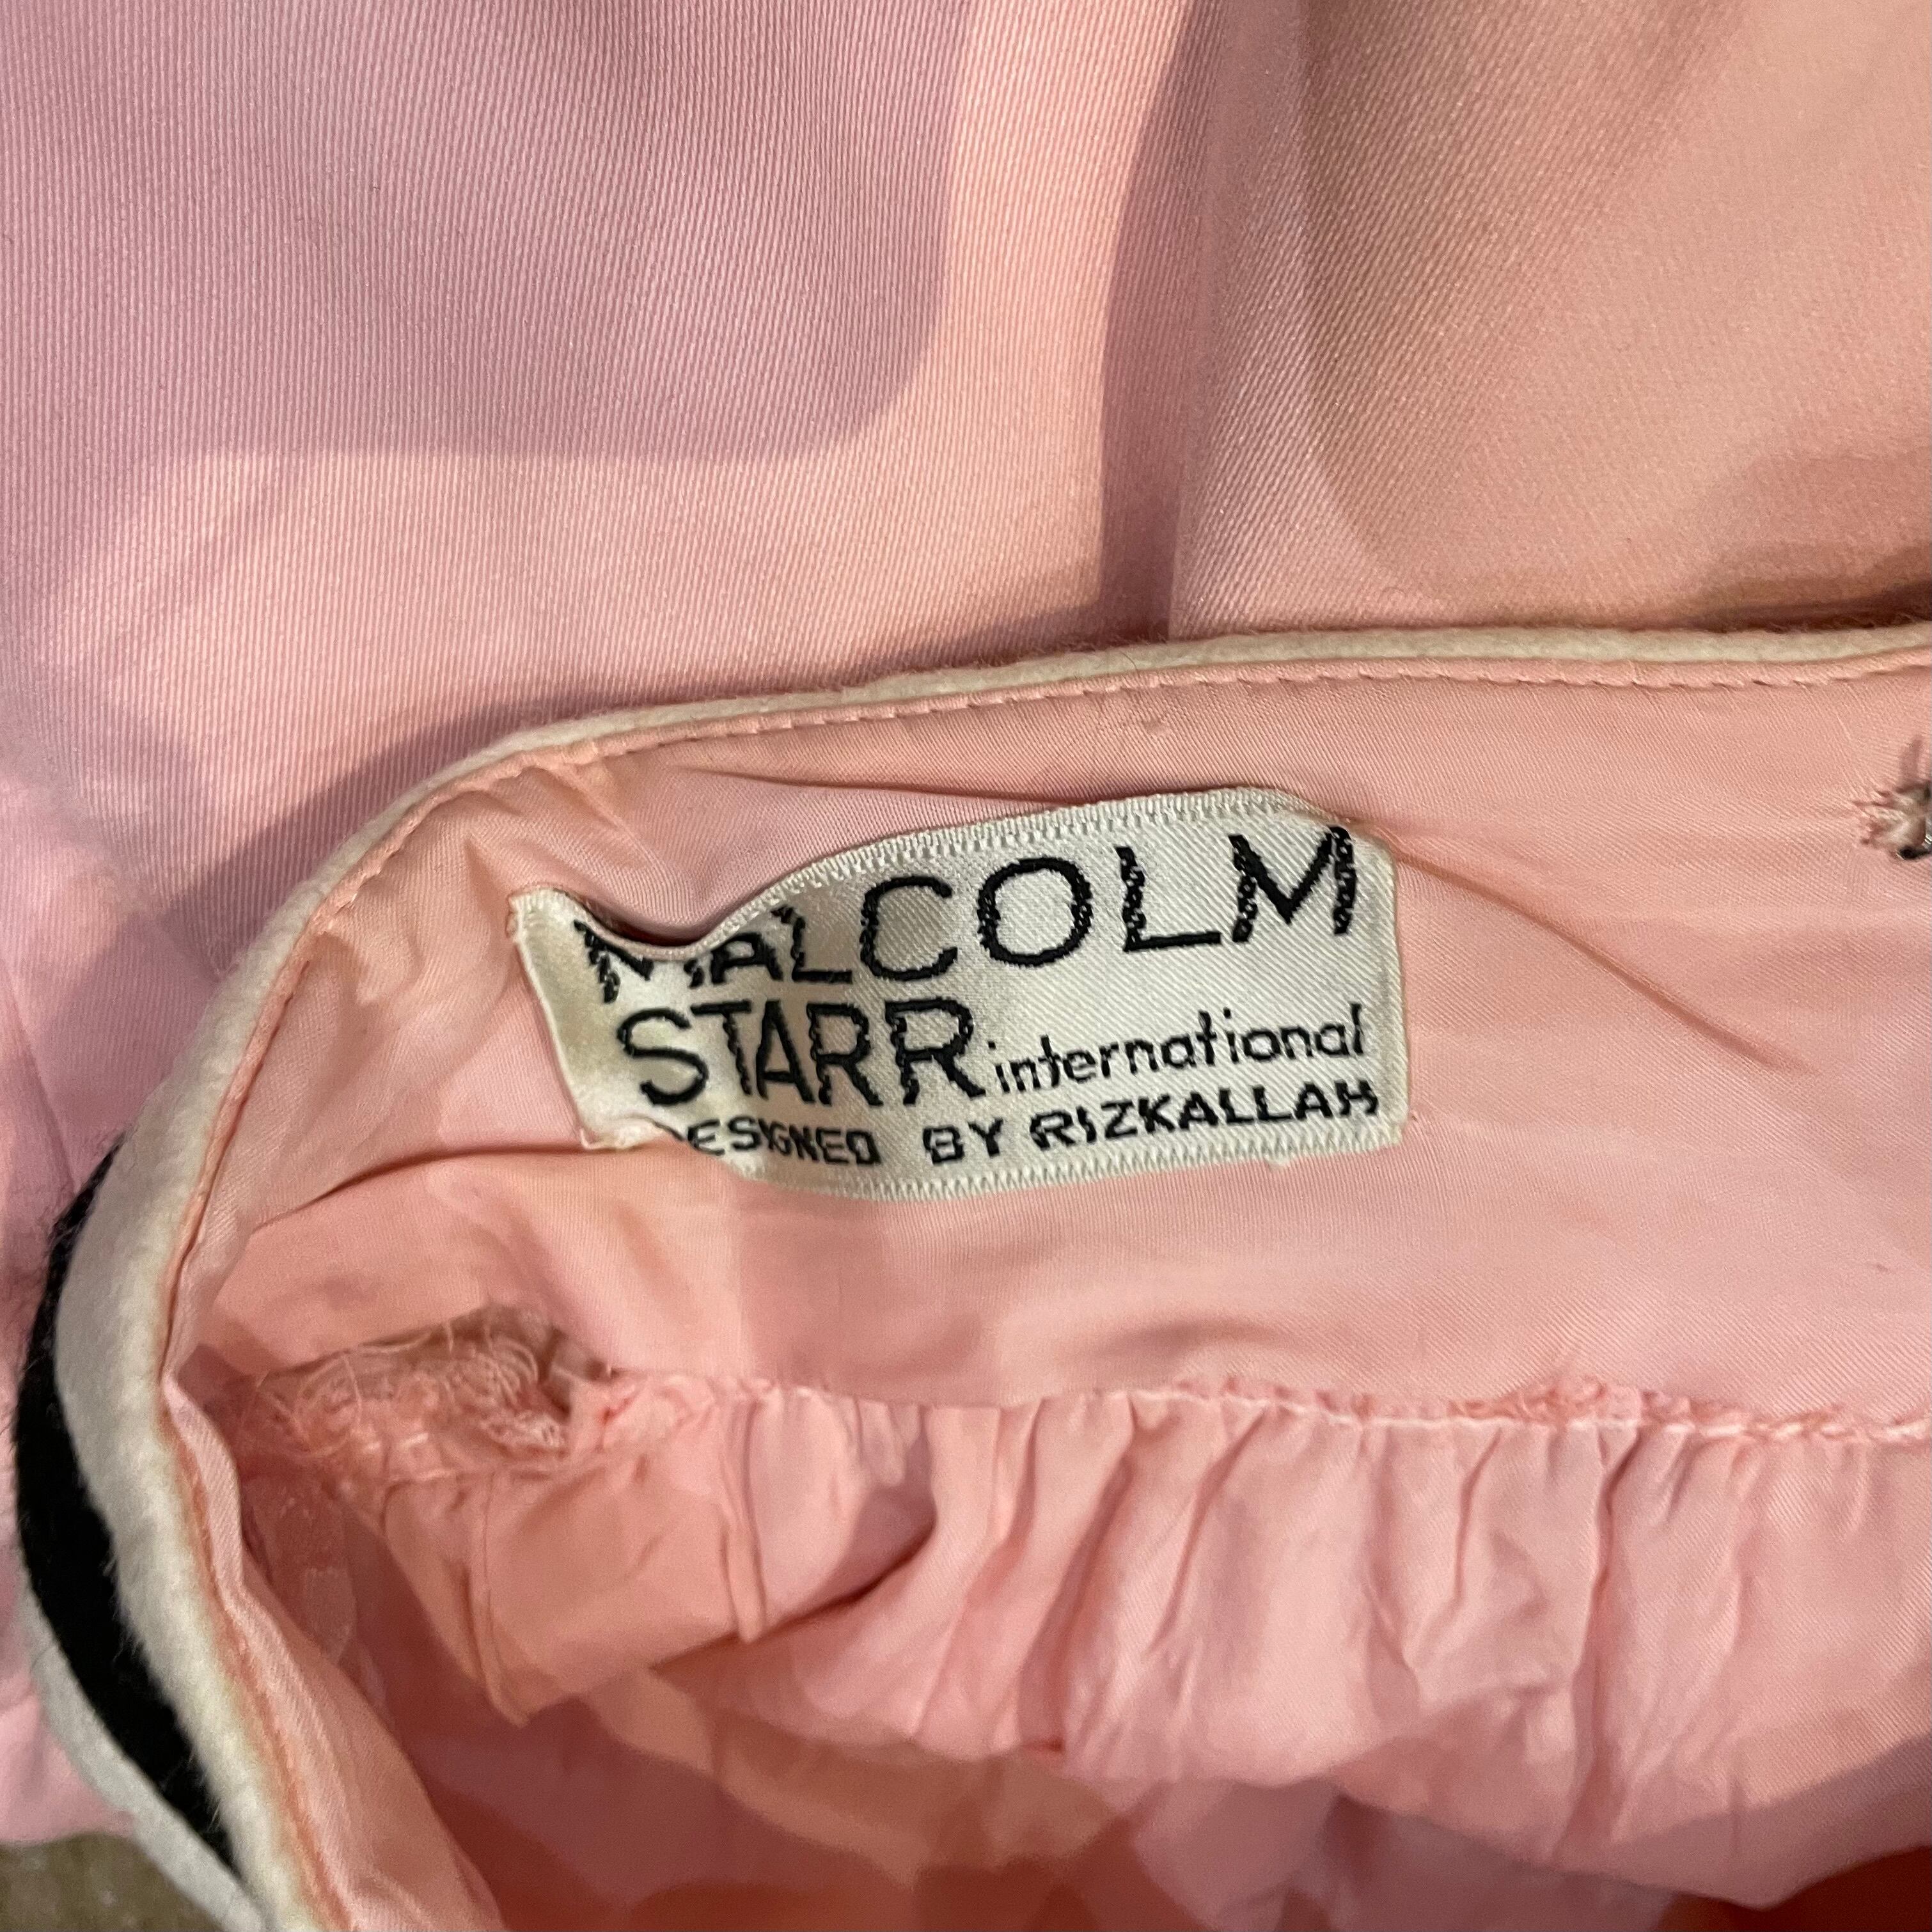 MALCOLM
STARR international
DESIGNED BY RIZKALLAH